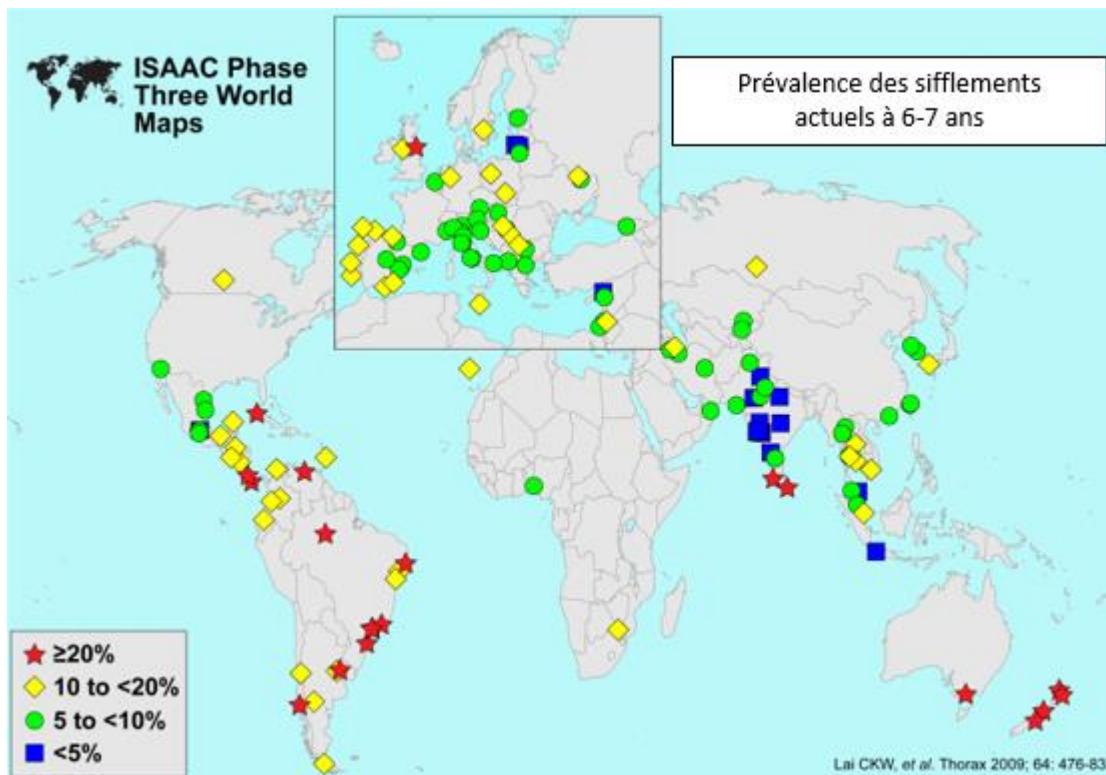 ISAAC Phase
Three World
Maps
Prévalence des sifflements
actuels à 6-7 ans
≥20%
10 to <20%
5 to <10%
<5%
Lai CKW, et al. Thorax 2009; 64: 476-83